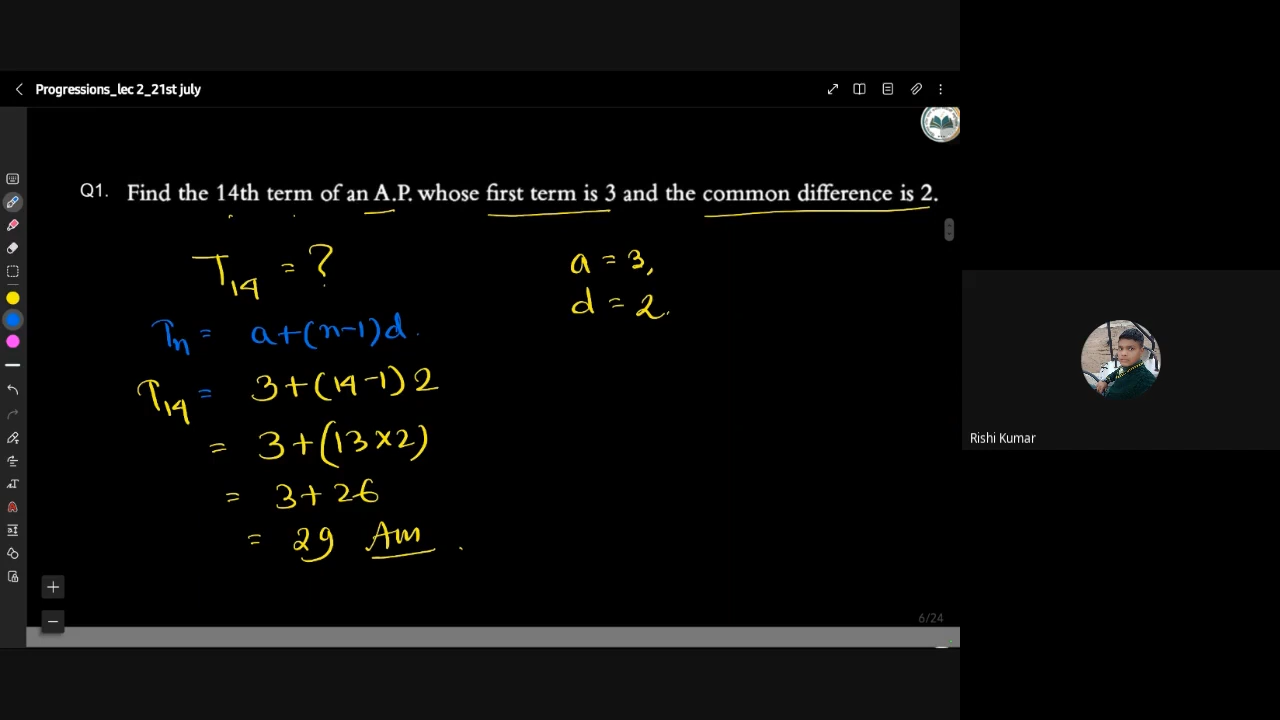 Progressions_lec 2_21st july
Q1. Find the 14th term of an A.P. whose first term is 3 and the common difference is 2.
T14 = ?
a = 3,
d = 2.
Tn = a+(n-1)d.
T14 = 3+(14-1)2
= 3+(13×2)
= 3+26
= 29 Ans
6/24
Rishi Kumar